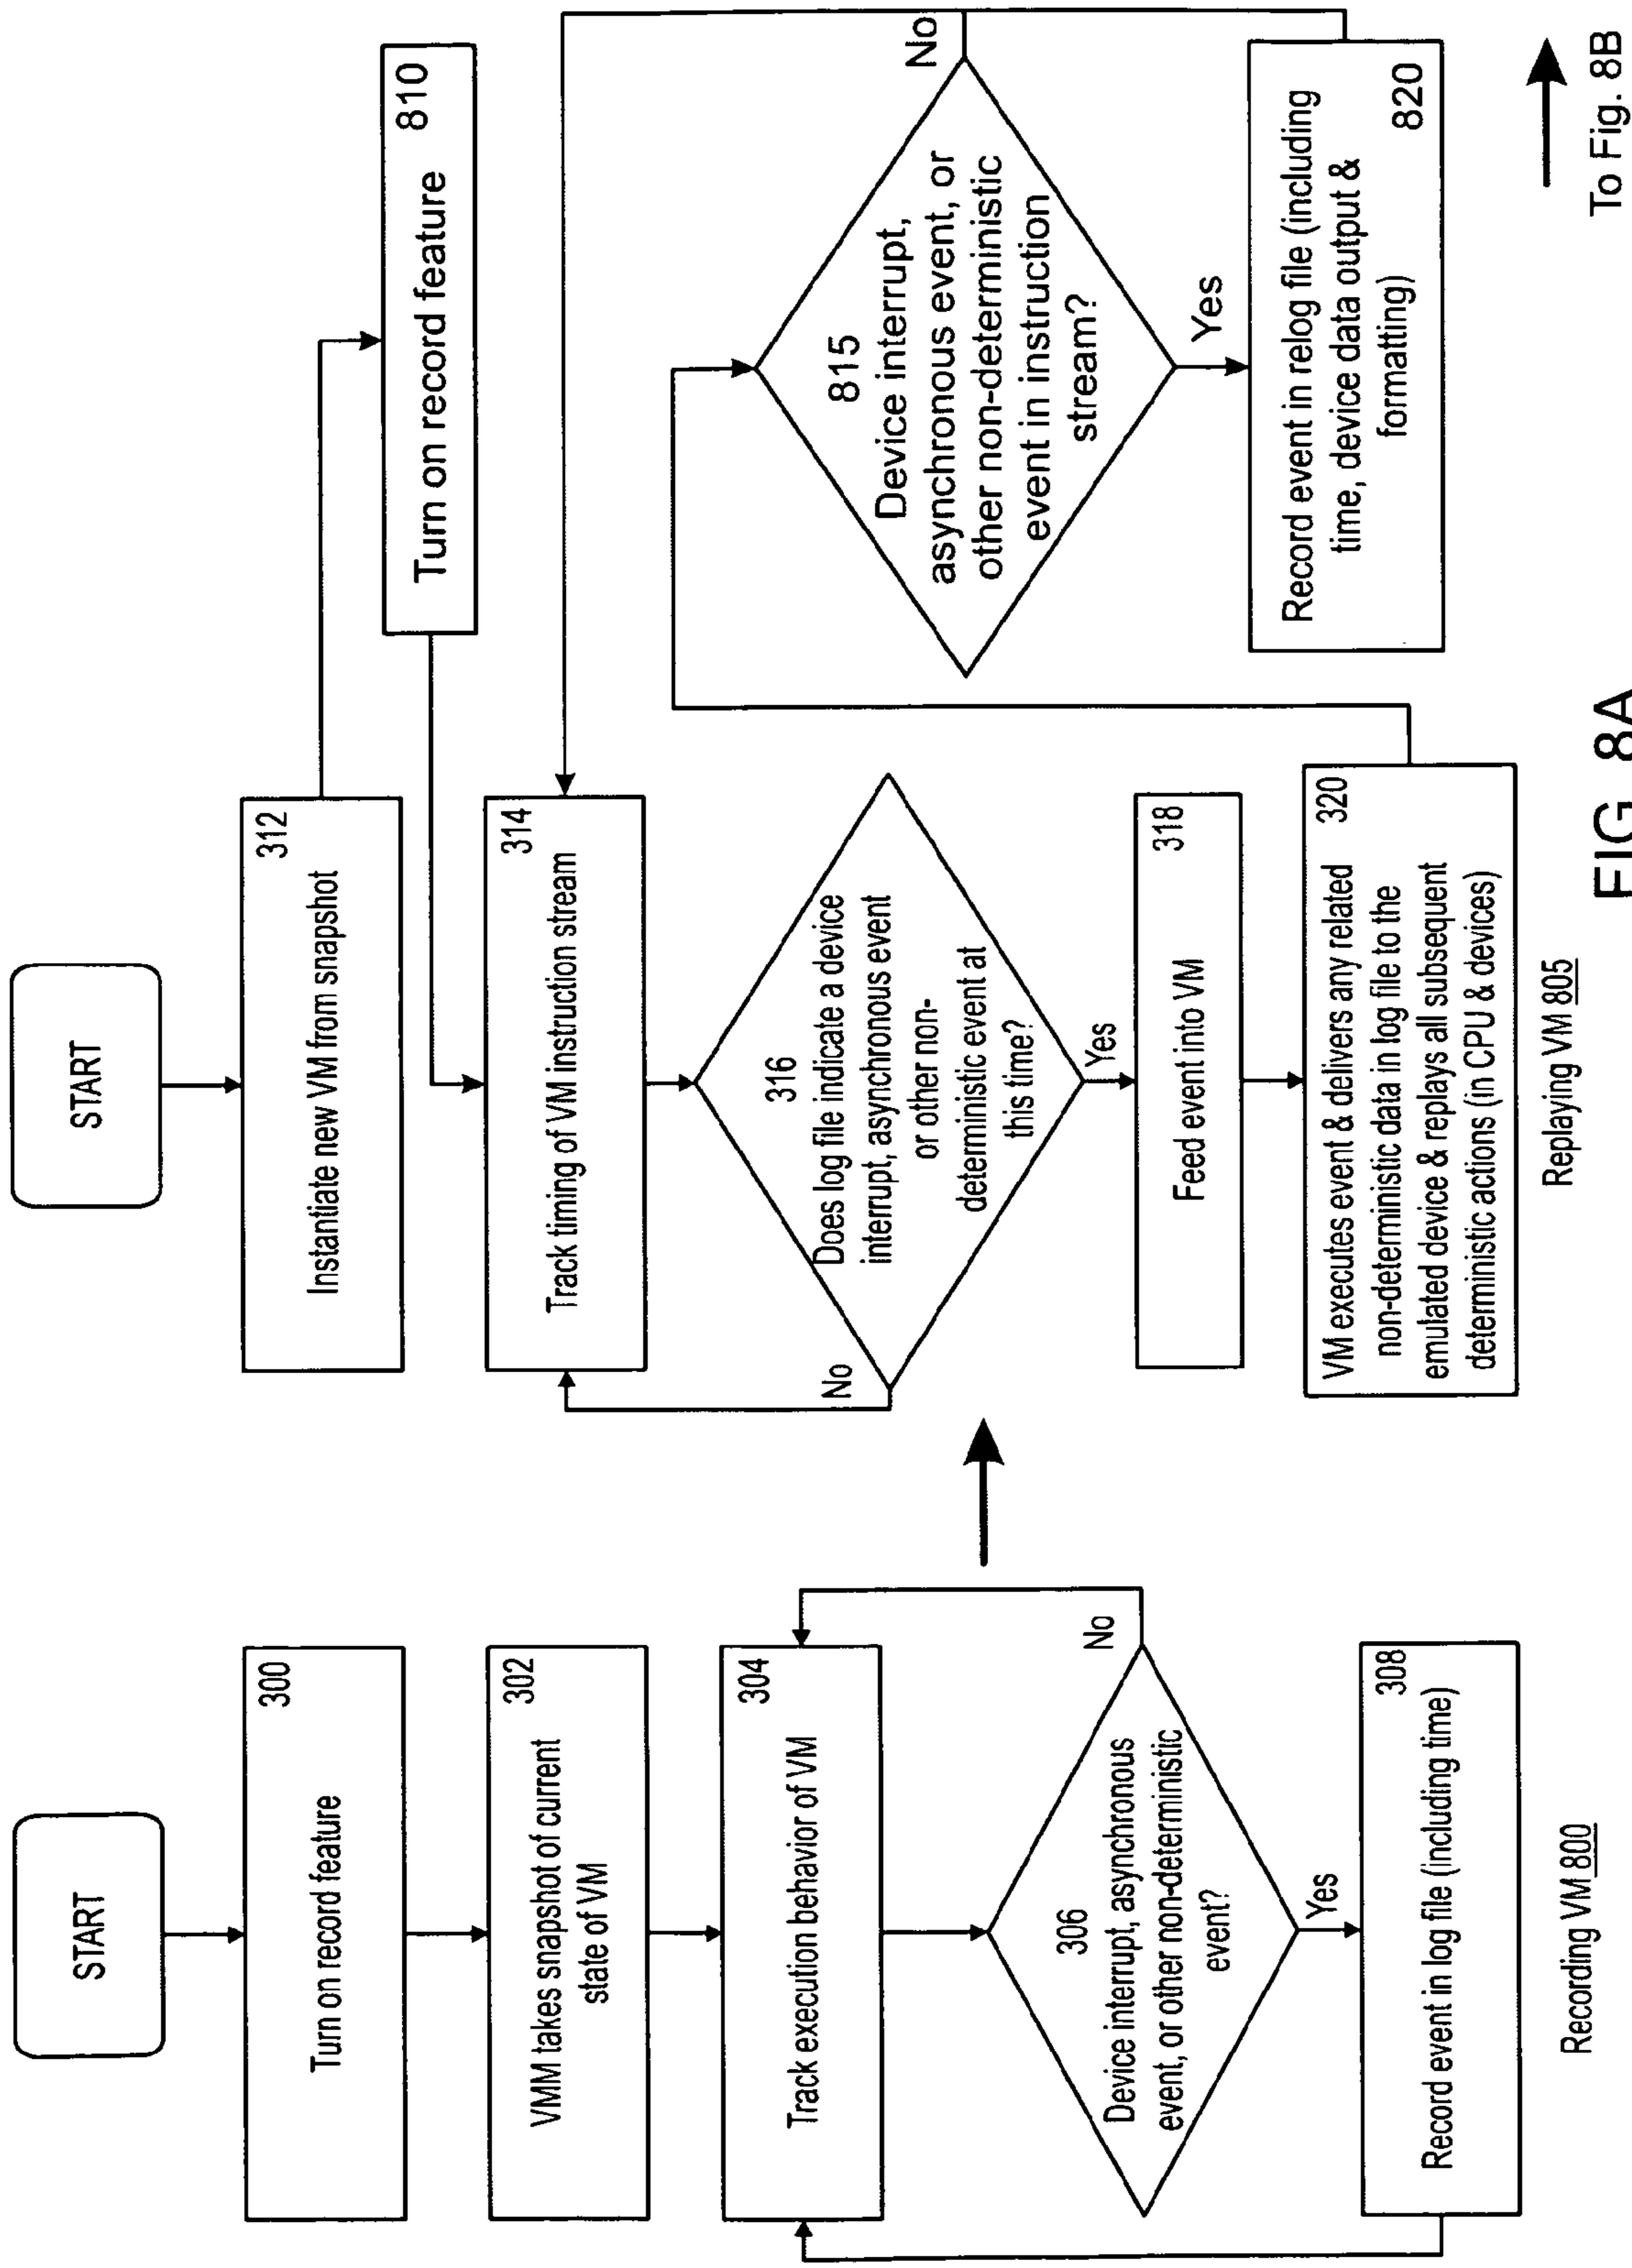 START
300
Turn on record feature
302
VMM takes snapshot of current
state of VM
304
Track execution behavior of VM
306
Device interrupt, asynchronous
event, or other non-deterministic
event?
No
Yes
308
Record event in log file (including time)
Recording VM 800
START
312
Instantiate new VM from snapshot
314
Track timing of VM instruction stream
316
Does log file indicate a device
interrupt, asynchronous event
or other non-
deterministic event at
this time?
No
Yes
318
Feed event into VM
320
VM executes event & delivers any related
non-deterministic data in log file to the
emulated device & replays all subsequent
deterministic actions (in CPU & devices)
Replaying VM 805
810
Turn on record feature
815
Device interrupt,
asynchronous event, or
other non-deterministic
event in instruction
stream?
No
Yes
Record event in relog file (including
time, device data output &
formatting)
820
To Fig. 8B
FIG. 8A